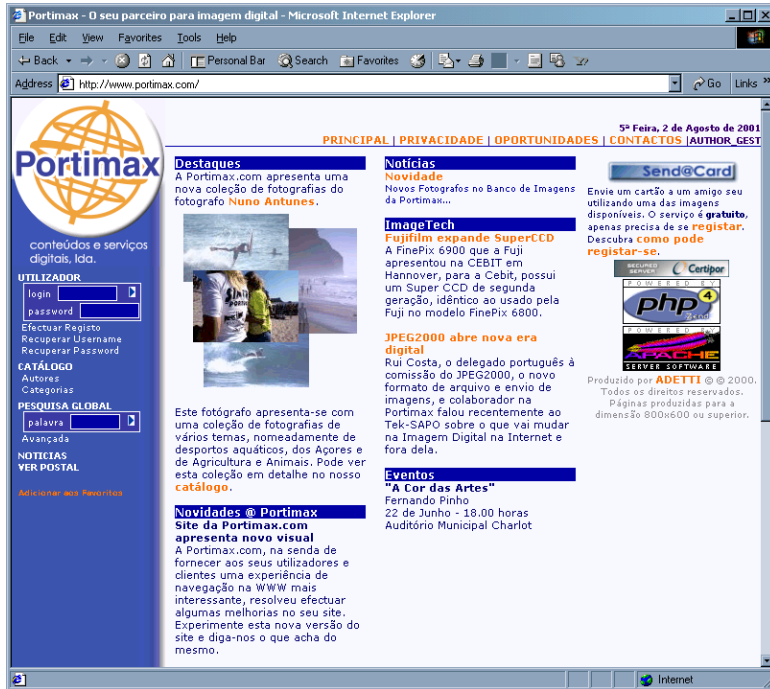 Portimax - O seu parceiro para imagem digital - Microsoft Internet Explorer
File Edit View Favorites Tools Help
Back Personal Bar Search Favorites
Address http://www.portimax.com/ Go Links »
Portimax
conteúdos e serviços
digitais, lda.
UTILIZADOR
login
password
Efectuar Registo
Recuperar Username
Recuperar Password
CATÁLOGO
Autores
Categorias
PESQUISA GLOBAL
palavra
Avançada
NOTICIAS
VER POSTAL
Adicionar aos Favoritos
5ª Feira, 2 de Agosto de 2001
PRINCIPAL | PRIVACIDADE | OPORTUNIDADES | CONTACTOS |AUTHOR_GEST
Destaques
A Portimax.com apresenta uma
nova coleção de fotografias do
fotografo Nuno Antunes.
Este fotógrafo apresenta-se com
uma coleção de fotografias de
vários temas, nomeadamente de
desportos aquáticos, dos Açores e
de Agricultura e Animais. Pode ver
esta coleção em detalhe no nosso
catálogo.
Novidades @ Portimax
Site da Portimax.com
apresenta novo visual
A Portimax.com, na senda de
fornecer aos seus utilizadores e
clientes uma experiência de
navegação na WWW mais
interessante, resolveu efectuar
algumas melhorias no seu site.
Experimente esta nova versão do
site e diga-nos o que acha do
mesmo.
Notícias
Novidade
Novos Fotografos no Banco de Imagens
da Portimax...
ImageTech
Fujifilm expande SuperCCD
A FinePix 6900 que a Fuji
apresentou na CEBIT em
Hannover, para a Cebit, possui
um Super CCD de segunda
geração, idêntico ao usado pela
Fuji no modelo FinePix 6800.
JPEG2000 abre nova era
digital
Rui Costa, o delegado português à
comissão do JPEG2000, o novo
formato de arquivo e envio de
imagens, e colaborador na
Portimax falou recentemente ao
Tek-SAPO sobre o que vai mudar
na Imagem Digital na Internet e
fora dela.
Eventos
"A Cor das Artes"
Fernando Pinho
22 de Junho - 18.00 horas
Auditório Municipal Charlot
Send@Card
Envie um cartão a um amigo seu
utilizando uma das imagens
disponíveis. O serviço é gratuito,
apenas precisa de se registar.
Descubra como pode
registar-se.
SECURED
SERVER Certipor
POWERED BY
php 4
POWERED BY
APACHE
SERVER SOFTWARE
Produzido por ADETTI @ © 2000.
Todos os direitos reservados.
Páginas produzidas para a
dimensão 800x600 ou superior.
Internet